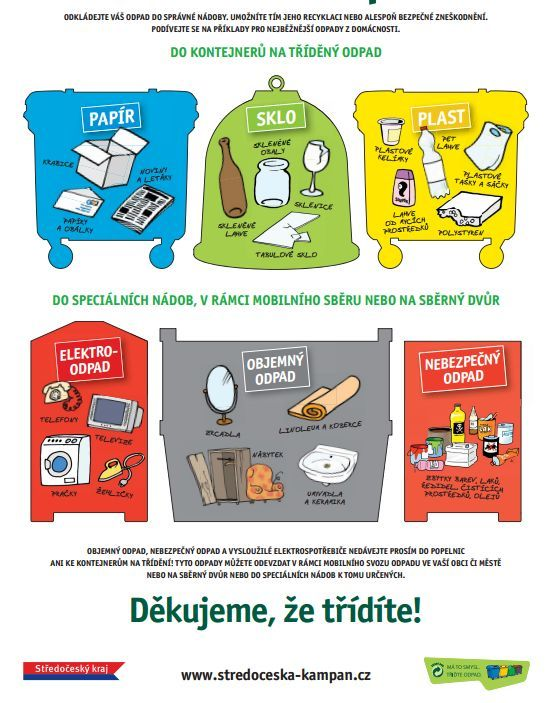 ODKLÁDEJTE VÁŠ ODPAD DO SPRÁVNÉ NÁDOBY. UMOŽNÍTE TÍM JEHO RECYKLACI NEBO ALESPOŇ BEZPEČNÉ ZNEŠKODNĚNÍ.
PODÍVEJTE SE NA PŘÍKLADY PRO NEJBĚŽNĚJŠÍ ODPADY Z DOMÁCNOSTI.
DO KONTEJNERŮ NA TŘÍDĚNÝ ODPAD
PAPÍR
KRABICE
NOVINY
A LETÁKY
PAPÍRY
A OBÁLKY
SKLO
SKLENĚNÉ
OBALY
SKLENICE
SKLENĚNÉ
LAHVE
TABULOVÉ SKLO
PLAST
PLASTOVÉ
KELÍMKY
PET
LAHVE
PLASTOVÉ
TAŠKY A SÁČKY
LAHVE
OD MYCÍCH
PROSTŘEDKŮ
POLYSTYREN
DO SPECIÁLNÍCH NÁDOB, V RÁMCI MOBILNÍHO SBĚRU NEBO NA SBĚRNÝ DVŮR
ELEKTRO-
ODPAD
TELEFONY
TELEVIZE
PRAČKY
ŽEHLIČKY
OBJEMNÝ
ODPAD
ZRCADLA
LINOLEA A KOBERCE
NÁBYTEK
UMYVADLA
A KERAMIKA
NEBEZPEČNÝ
ODPAD
ZBYTKY BAREV, LAKŮ,
ŘEDIDEL, ČISTÍCÍCH
PROSTŘEDKŮ, OLEJŮ
OBJEMNÝ ODPAD, NEBEZPEČNÝ ODPAD A VYSLOUŽILÉ ELEKTROSPOTŘEBIČE NEDÁVEJTE PROSÍM DO POPELNIC
ANI KE KONTEJNERŮM NA TŘÍDĚNÍ! TYTO ODPADY MŮŽETE ODEVZDAT V RÁMCI MOBILNÍHO SVOZU ODPADU VE VAŠÍ OBCI ČI MĚSTĚ
NEBO NA SBĚRNÝ DVŮR NEBO DO SPECIÁLNÍCH NÁDOB K TOMU URČENÝCH.
Děkujeme, že třídíte!
Středočeský kraj
www.stredoceska-kampan.cz
MÁ TO SMYSL.
TŘIĎTE ODPAD.